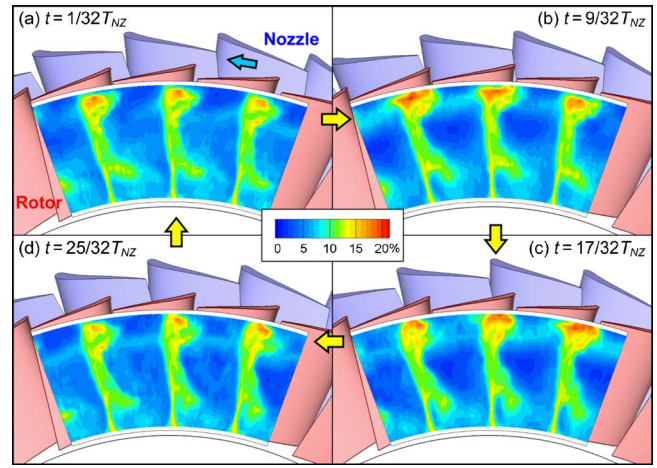 (a) t = 1/32T_NZ
Nozzle
(b) t = 9/32T_NZ
Rotor
0 5 10 15 20%
(d) t = 25/32T_NZ
(c) t = 17/32T_NZ